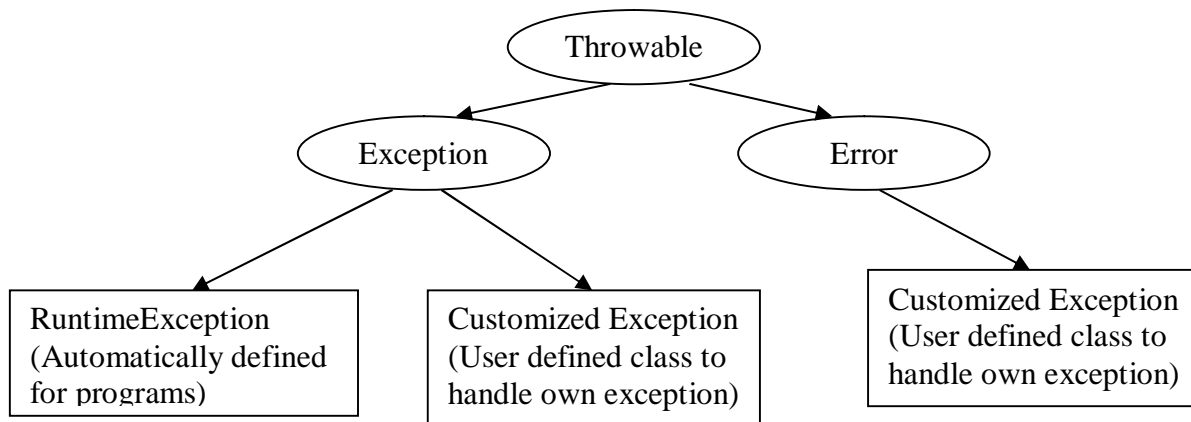 Throwable
Exception
Error
RuntimeException
(Automatically defined
for programs)
Customized Exception
(User defined class to
handle own exception)
Customized Exception
(User defined class to
handle own exception)